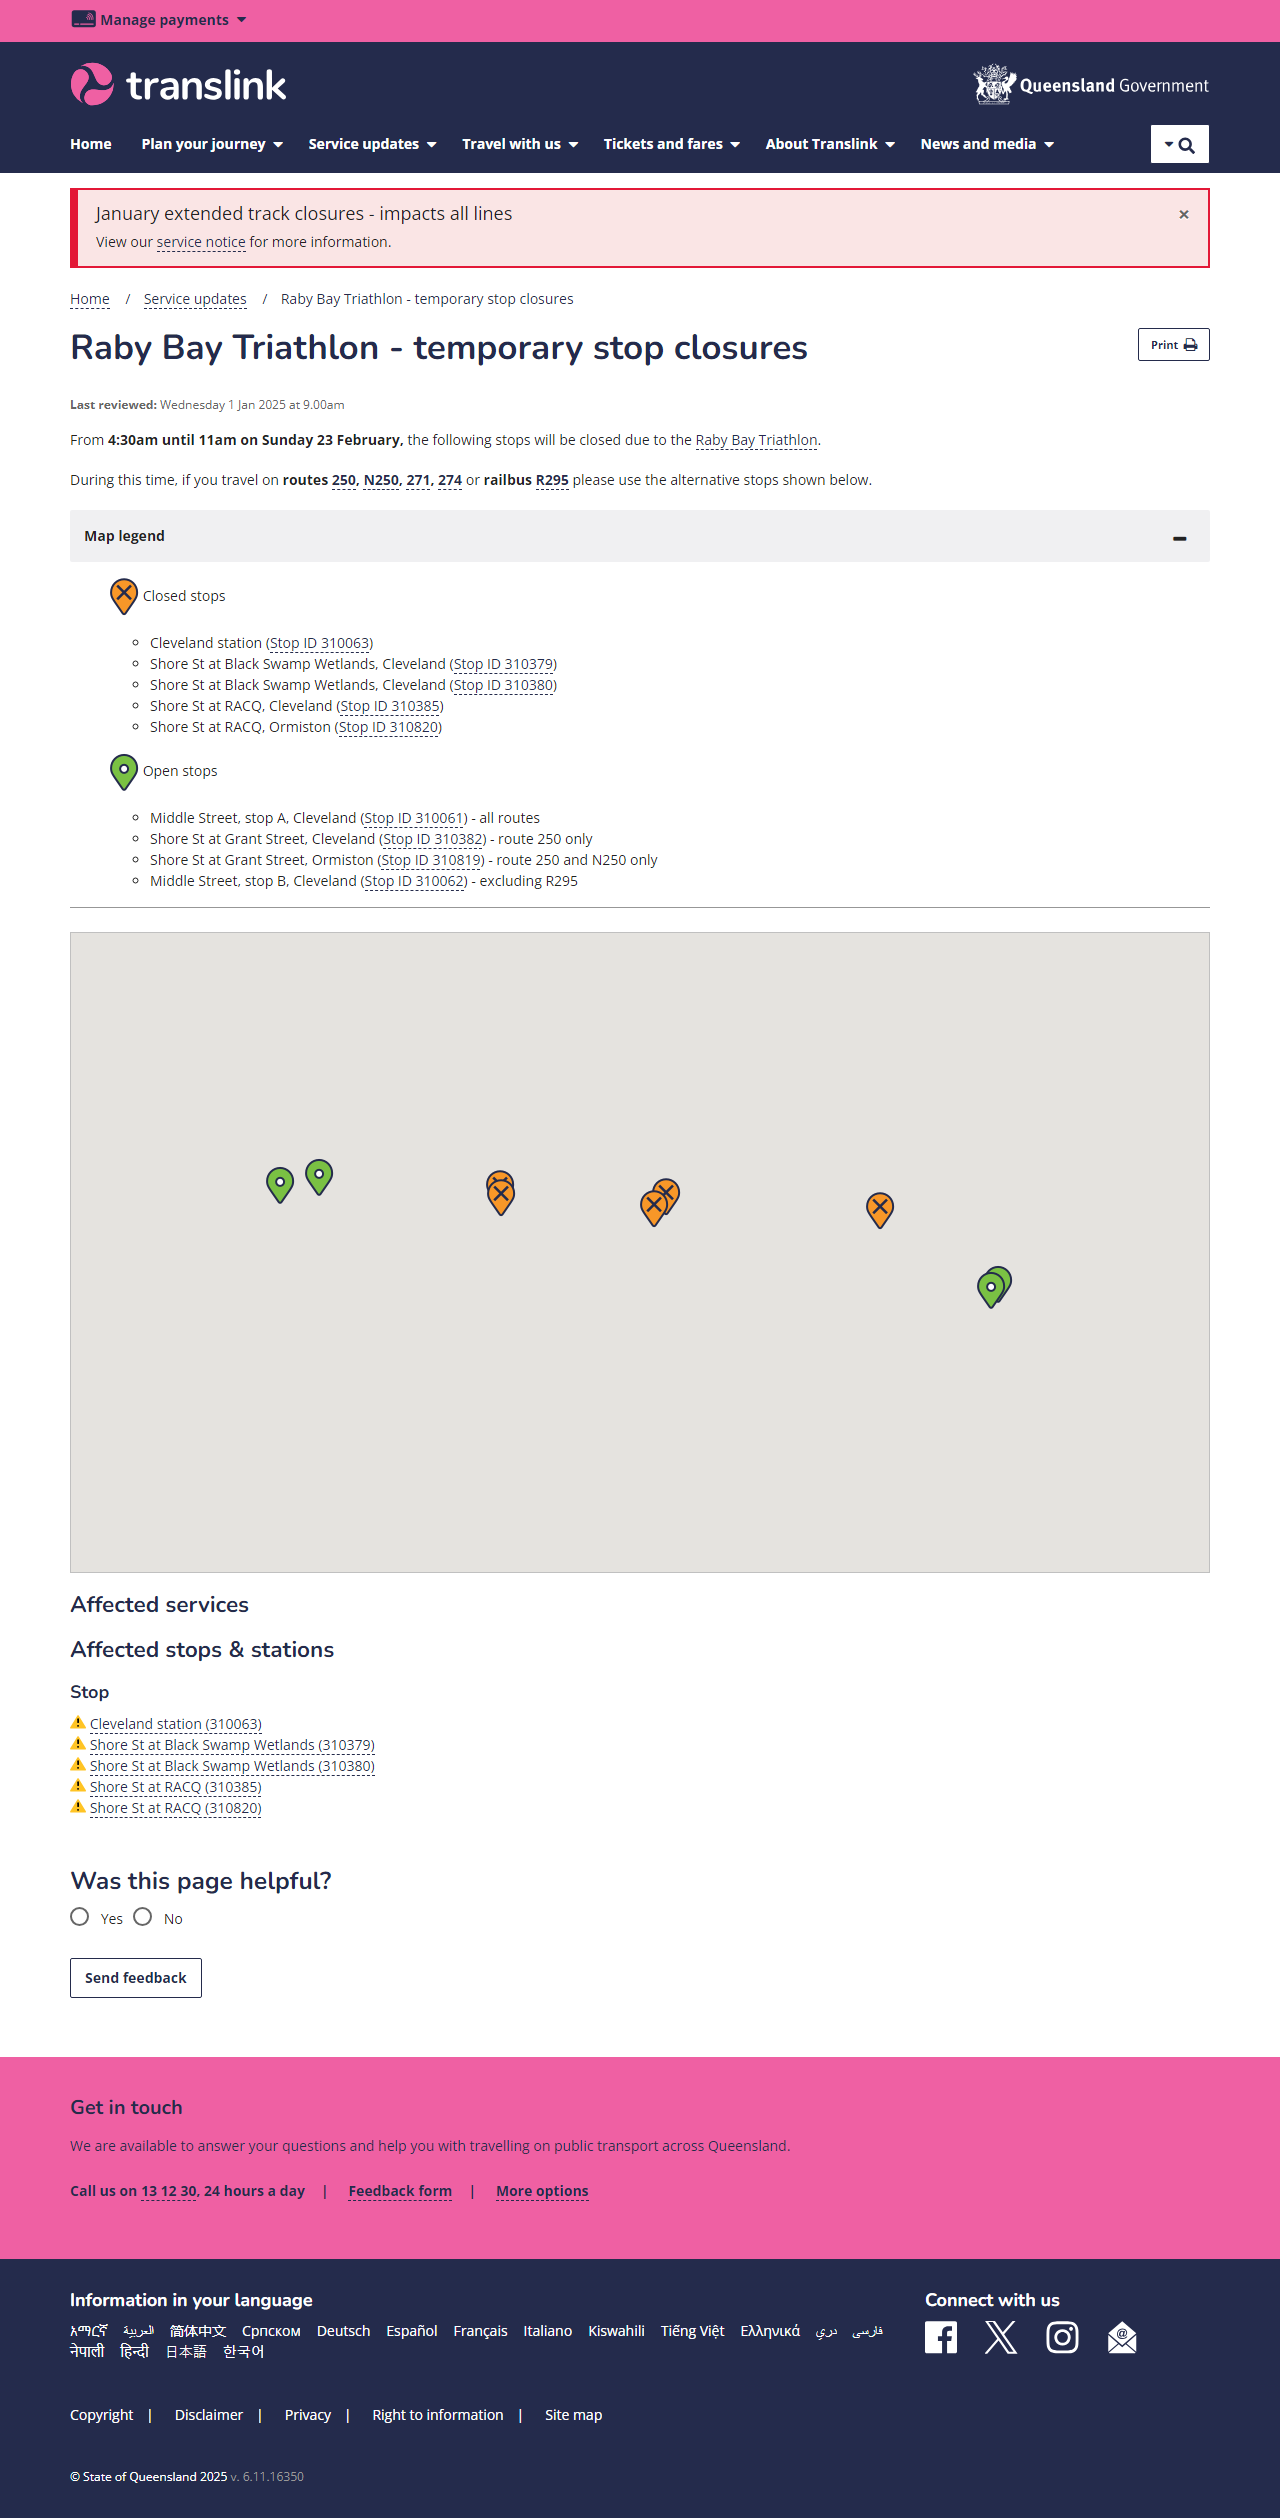 Manage payments
translink
Queensland Government
Home Plan your journey Service updates Travel with us Tickets and fares About Translink News and media
January extended track closures - impacts all lines ×
View our service notice for more information.
Home / Service updates / Raby Bay Triathlon - temporary stop closures
Raby Bay Triathlon - temporary stop closures
Print
Last reviewed: Wednesday 1 Jan 2025 at 9.00am
From 4:30am until 11am on Sunday 23 February, the following stops will be closed due to the Raby Bay Triathlon.
During this time, if you travel on routes 250, N250, 271, 274 or railbus R295 please use the alternative stops shown below.
Map legend
Closed stops
Cleveland station (Stop ID 310063)
Shore St at Black Swamp Wetlands, Cleveland (Stop ID 310379)
Shore St at Black Swamp Wetlands, Cleveland (Stop ID 310380)
Shore St at RACQ, Cleveland (Stop ID 310385)
Shore St at RACQ, Ormiston (Stop ID 310820)
Open stops
Middle Street, stop A, Cleveland (Stop ID 310061) - all routes
Shore St at Grant Street, Cleveland (Stop ID 310382) - route 250 only
Shore St at Grant Street, Ormiston (Stop ID 310819) - route 250 and N250 only
Middle Street, stop B, Cleveland (Stop ID 310062) - excluding R295
Affected services
Affected stops & stations
Stop
Cleveland station (310063)
Shore St at Black Swamp Wetlands (310379)
Shore St at Black Swamp Wetlands (310380)
Shore St at RACQ (310385)
Shore St at RACQ (310820)
Was this page helpful?
Yes No
Send feedback
Get in touch
We are available to answer your questions and help you with travelling on public transport across Queensland.
Call us on 13 12 30, 24 hours a day | Feedback form | More options
Information in your language
አማርኛ العربية 简体中文 Српском Deutsch Español Français Italiano Kiswahili Tiếng Việt Ελληνικά دري فارسی
नेपाली हिन्दी 日本語 한국어
Connect with us
Copyright | Disclaimer | Privacy | Right to information | Site map
© State of Queensland 2025 v. 6.11.16350